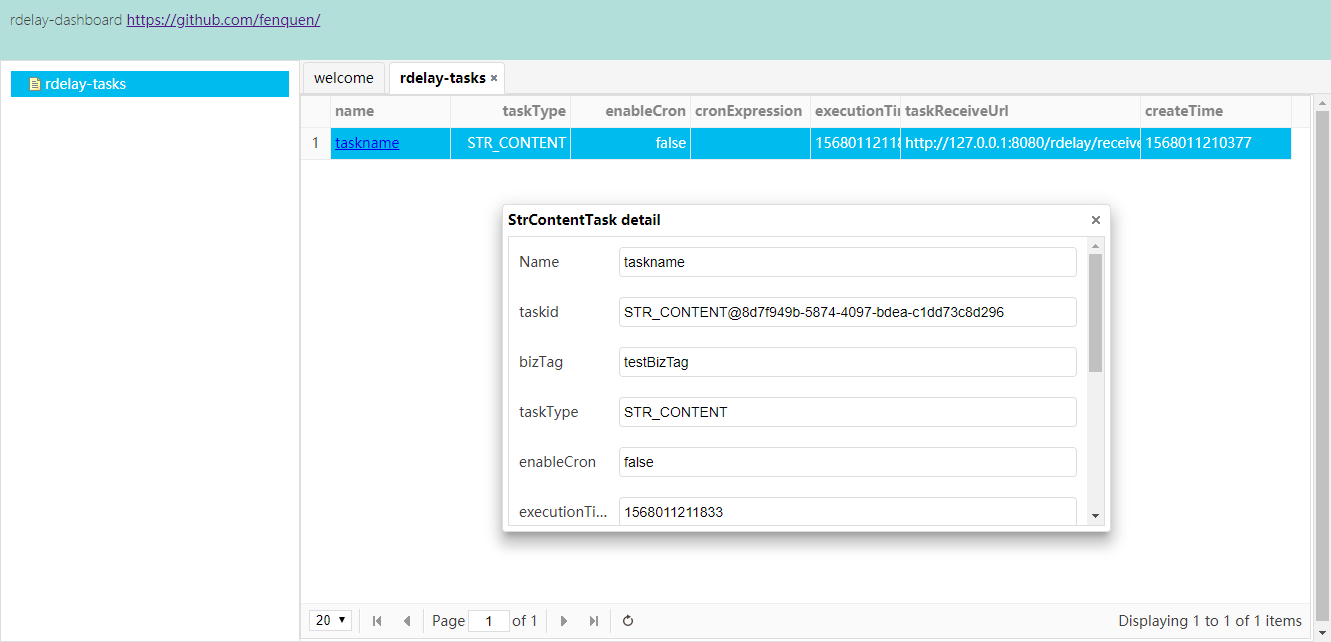 rdelay-dashboard https://github.com/fenquen/
rdelay-tasks
welcome rdelay-tasks ×
name taskType enableCron cronExpression executionTi taskReceiveUrl createTime
1 taskname STR_CONTENT false 1568011211 http://127.0.0.1:8080/rdelay/receive 1568011210377
StrContentTask detail ×
Name taskname
taskid STR_CONTENT@8d7f949b-5874-4097-bdea-c1dd73c8d296
bizTag testBizTag
taskType STR_CONTENT
enableCron false
executionTi... 1568011211833
20 Page 1 of 1 Displaying 1 to 1 of 1 items